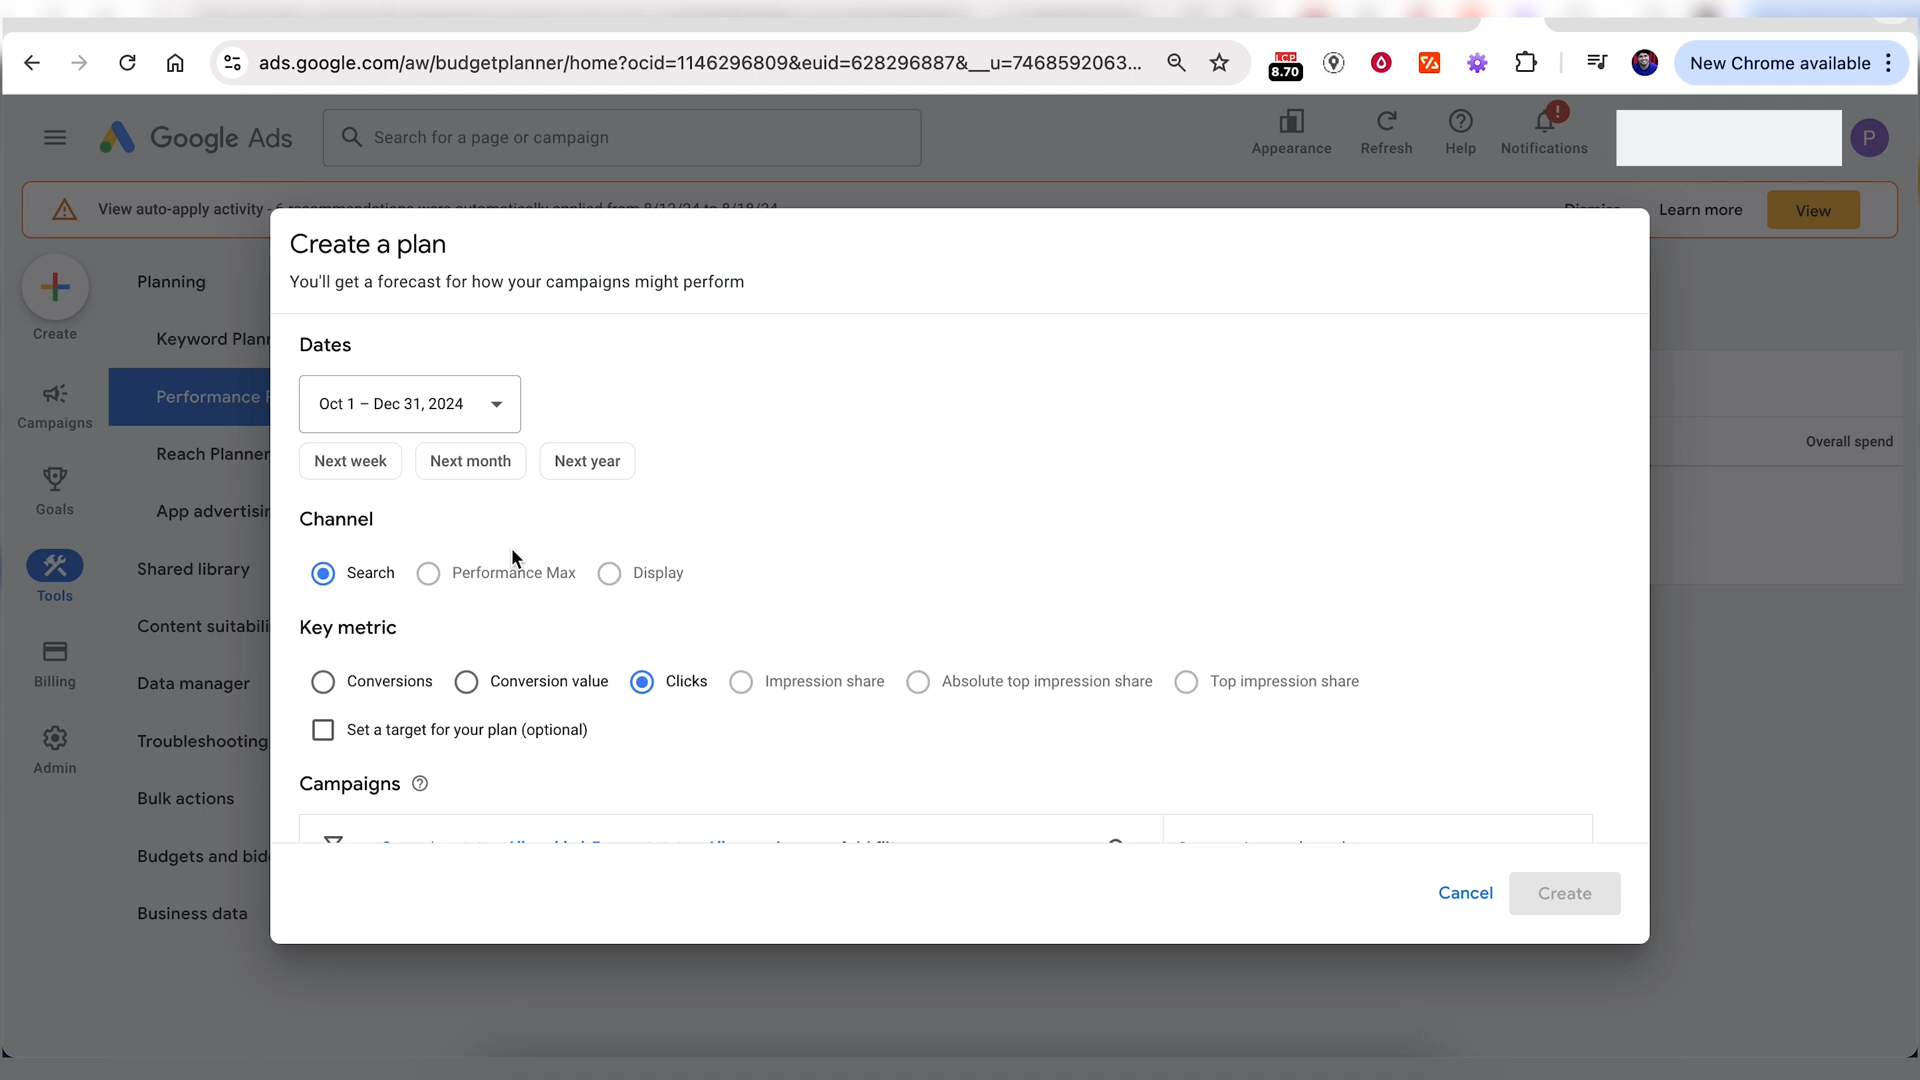 ads.google.com/aw/budgetplanner/home?ocid=1146296809&euid=628296887&__u=7468592063...
LCP
8.70
New Chrome available
Google Ads
Search for a page or campaign
Appearance
Refresh
Help
Notifications
P
View auto-apply activity - 6 recommendations were automatically applied from 8/12/24 to 8/18/24
Dismiss
Learn more
View
Create
Campaigns
Goals
Tools
Billing
Admin
Planning
Keyword Plann
Performance P
Reach Planner
App advertisin
Shared library
Content suitabili
Data manager
Troubleshooting
Bulk actions
Budgets and bid
Business data
Overall spend
Create a plan
You'll get a forecast for how your campaigns might perform
Dates
Oct 1 – Dec 31, 2024
Next week
Next month
Next year
Channel
Search
Performance Max
Display
Key metric
Conversions
Conversion value
Clicks
Impression share
Absolute top impression share
Top impression share
Set a target for your plan (optional)
Campaigns
Cancel
Create